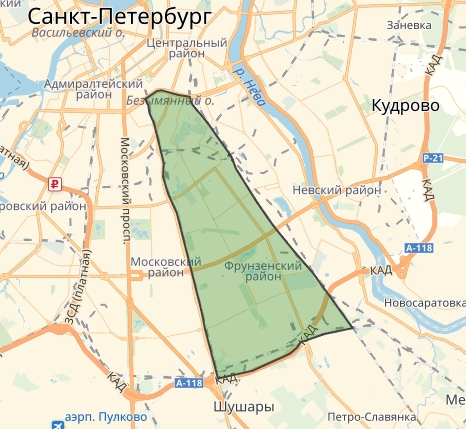 Санкт-Петербург
Заневка
Васильевский о.
Центральный
район
КАД
р. Нева
Адмиралтейский
район
Безымянный о.
Кудрово
Р-21
Московский просп.
(платная)
Невский район
КАД
ровский район
А-118
Московский
район
Фрунзенский
район
КАД
ЗСД (платная)
Новосаратовка
КАД
КАД
А-118
КАД
Шушары
Ме
аэрп. Пулково
Петро-Славянка